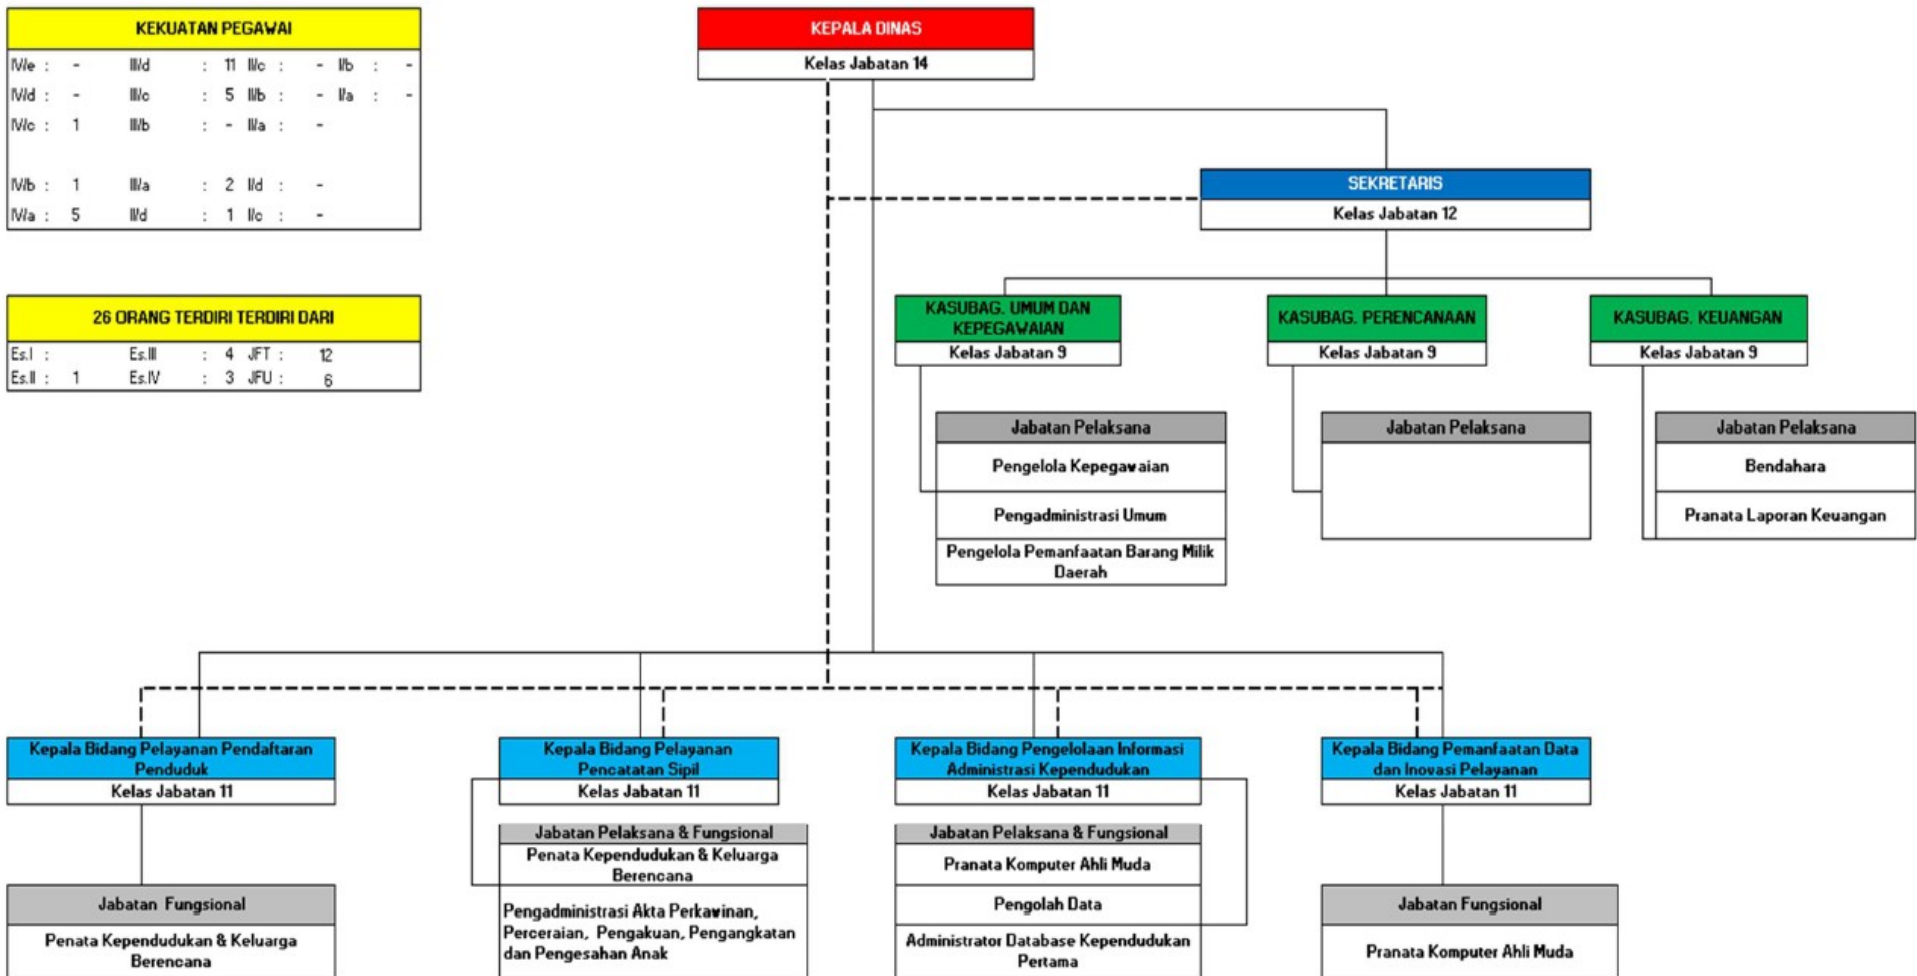 KEKUATAN PEGAWAI
IV/e : - III/d : 11 II/c : - I/b : -
IV/d : - III/c : 5 II/b : - I/a : -
IV/c : 1 III/b : - II/a : -
IV/b : 1 III/a : 2 I/d : -
IV/a : 5 II/d : 1 I/c : -
26 ORANG TERDIRI TERDIRI DARI
Es.I : Es.III : 4 JFT : 12
Es.II : 1 Es.IV : 3 JFU : 6
KEPALA DINAS
Kelas Jabatan 14
SEKRETARIS
Kelas Jabatan 12
KASUBAG. UMUM DAN
KEPEGAWAIAN
Kelas Jabatan 9
KASUBAG. PERENCANAAN
Kelas Jabatan 9
KASUBAG. KEUANGAN
Kelas Jabatan 9
Jabatan Pelaksana
Pengelola Kepegawaian
Pengadministrasi Umum
Pengelola Pemanfaatan Barang Milik
Daerah
Jabatan Pelaksana
Jabatan Pelaksana
Bendahara
Pranata Laporan Keuangan
Kepala Bidang Pelayanan Pendaftaran
Penduduk
Kelas Jabatan 11
Jabatan Fungsional
Penata Kependudukan & Keluarga
Berencana
Kepala Bidang Pelayanan
Pencatatan Sipil
Kelas Jabatan 11
Jabatan Pelaksana & Fungsional
Penata Kependudukan & Keluarga
Berencana
Pengadministrasi Akta Perkawinan,
Perceraian, Pengakuan, Pengangkatan
dan Pengesahan Anak
Kepala Bidang Pengelolaan Informasi
Administrasi Kependudukan
Kelas Jabatan 11
Jabatan Pelaksana & Fungsional
Pranata Komputer Ahli Muda
Pengolah Data
Administrator Database Kependudukan
Pertama
Kepala Bidang Pemanfaatan Data
dan Inovasi Pelayanan
Kelas Jabatan 11
Jabatan Fungsional
Pranata Komputer Ahli Muda